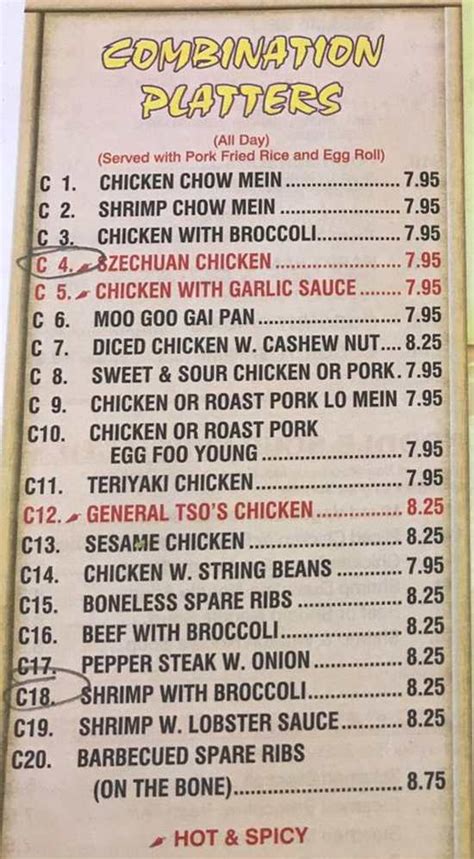 COMBINATION
PLATTERS
(All Day)
(Served with Pork Fried Rice and Egg Roll)
C 1. CHICKEN CHOW MEIN .................... 7.95
C 2. SHRIMP CHOW MEIN ..................... 7.95
C 3. CHICKEN WITH BROCCOLI............... 7.95
C 4. SZECHUAN CHICKEN ...................... 7.95
C 5. CHICKEN WITH GARLIC SAUCE ....... 7.95
C 6. MOO GOO GAI PAN ........................ 7.95
C 7. DICED CHICKEN W. CASHEW NUT.... 8.25
C 8. SWEET & SOUR CHICKEN OR PORK. 7.95
C 9. CHICKEN OR ROAST PORK LO MEIN 7.95
C10. CHICKEN OR ROAST PORK
EGG FOO YOUNG ........................ 7.95
C11. TERIYAKI CHICKEN......................... 7.95
C12. GENERAL TSO'S CHICKEN............... 8.25
C13. SESAME CHICKEN .......................... 8.25
C14. CHICKEN W. STRING BEANS ........... 7.95
C15. BONELESS SPARE RIBS .................. 8.25
C16. BEEF WITH BROCCOLI..................... 8.25
C17. PEPPER STEAK W. ONION............... 8.25
C18. SHRIMP WITH BROCCOLI................. 8.25
C19. SHRIMP W. LOBSTER SAUCE........... 8.25
C20. BARBECUED SPARE RIBS
(ON THE BONE)............................. 8.75
HOT & SPICY